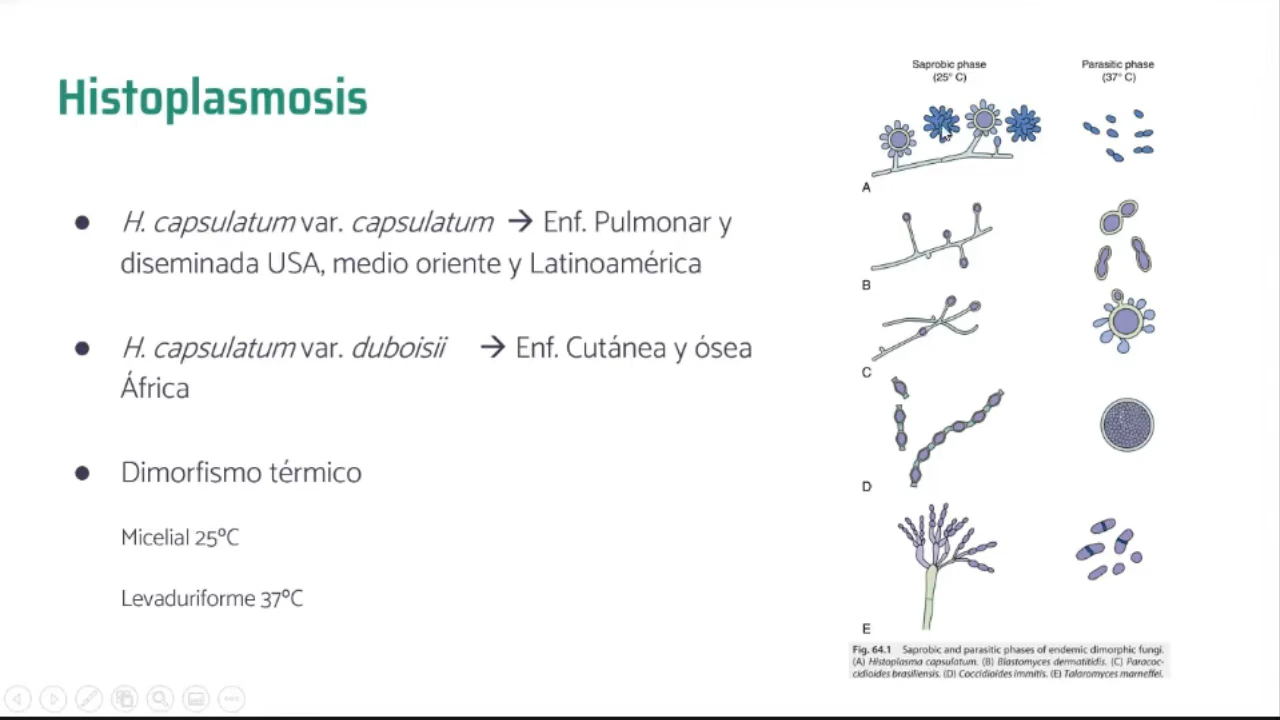 Histoplasmosis
● H. capsulatum var. capsulatum → Enf. Pulmonar y
diseminada USA, medio oriente y Latinoamérica
● H. capsulatum var. duboisii → Enf. Cutánea y ósea
África
● Dimorfismo térmico
Micelial 25ºC
Levaduriforme 37ºC
Saprobic phase
(25° C)
Parasitic phase
(37° C)
A
B
C
D
E
Fig. 64.1 Saprobic and parasitic phases of endemic dimorphic fungi.
(A) Histoplasma capsulatum. (B) Blastomyces dermatitidis. (C) Paracoc-
cidioides brasiliensis. (D) Coccidioides immitis. (E) Talaromyces marneffei.